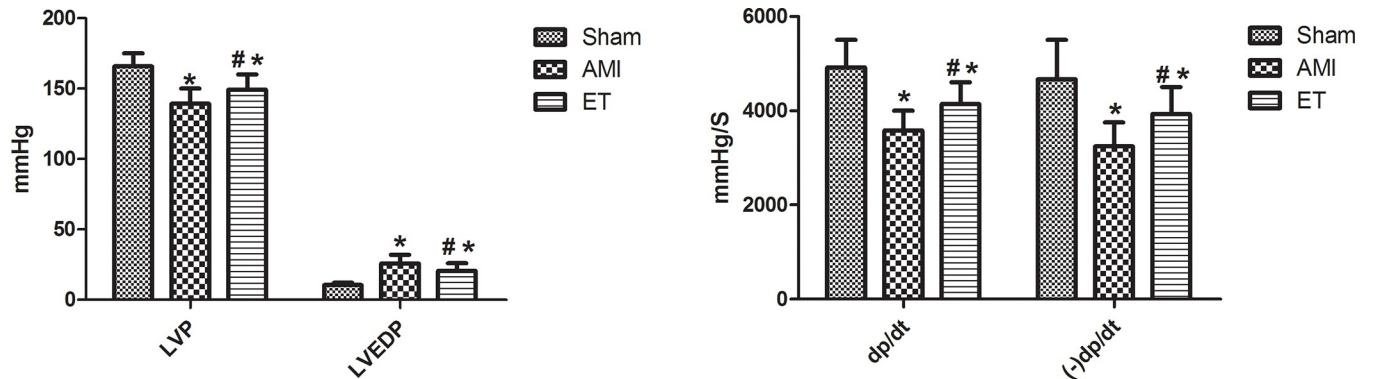 200
150
100
50
0
mmHg
*
# *
*
# *
LVP
LVEDP
Sham
AMI
ET
6000
4000
2000
0
mmHg/S
*
# *
*
# *
dp/dt
(-)dp/dt
Sham
AMI
ET